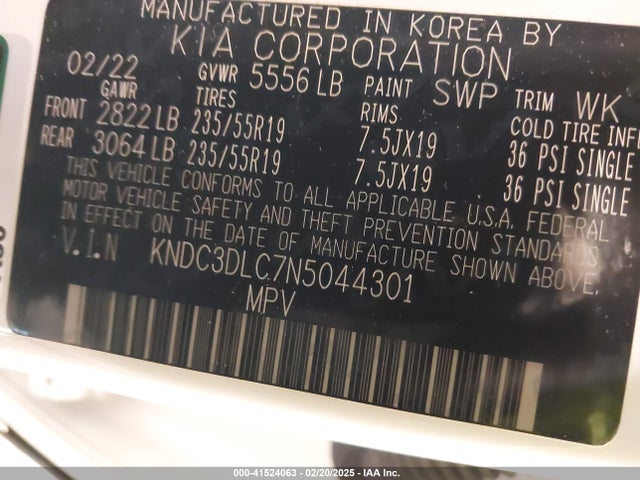 MANUFACTURED IN KOREA BY
KIA CORPORATION
02/22 GVWR 5556 LB PAINT SWP TRIM WK
GAWR TIRES RIMS COLD TIRE INF
FRONT 2822 LB 235/55R19 7.5JX19 36 PSI SINGLE
REAR 3064 LB 235/55R19 7.5JX19 36 PSI SINGLE
THIS VEHICLE CONFORMS TO ALL APPLICABLE U.S.A. FEDERAL
MOTOR VEHICLE SAFETY AND THEFT PREVENTION STANDARDS
IN EFFECT ON THE DATE OF MANUFACTURE SHOWN ABOVE.
V.I.N KNDC3DLC7N5044301
MPV
000-41524063 - 02/20/2025 - IAA Inc.